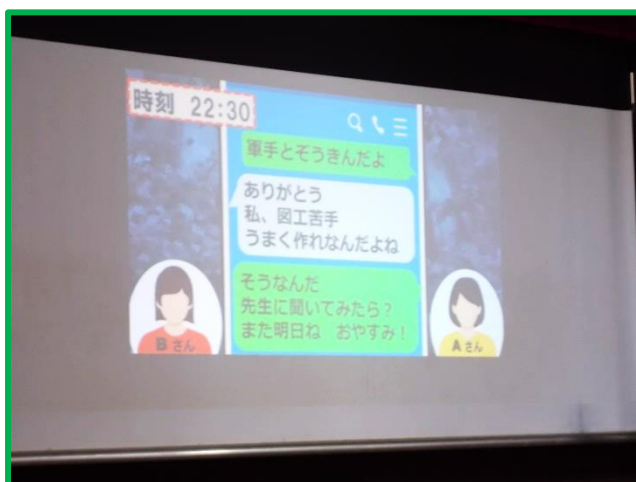 時刻 22:30
軍手とぞうきんだよ
ありがとう
私、図工苦手
うまく作れなんだよね
そうなんだ
先生に聞いてみたら?
また明日ね おやすみ!
Bさん
Aさん